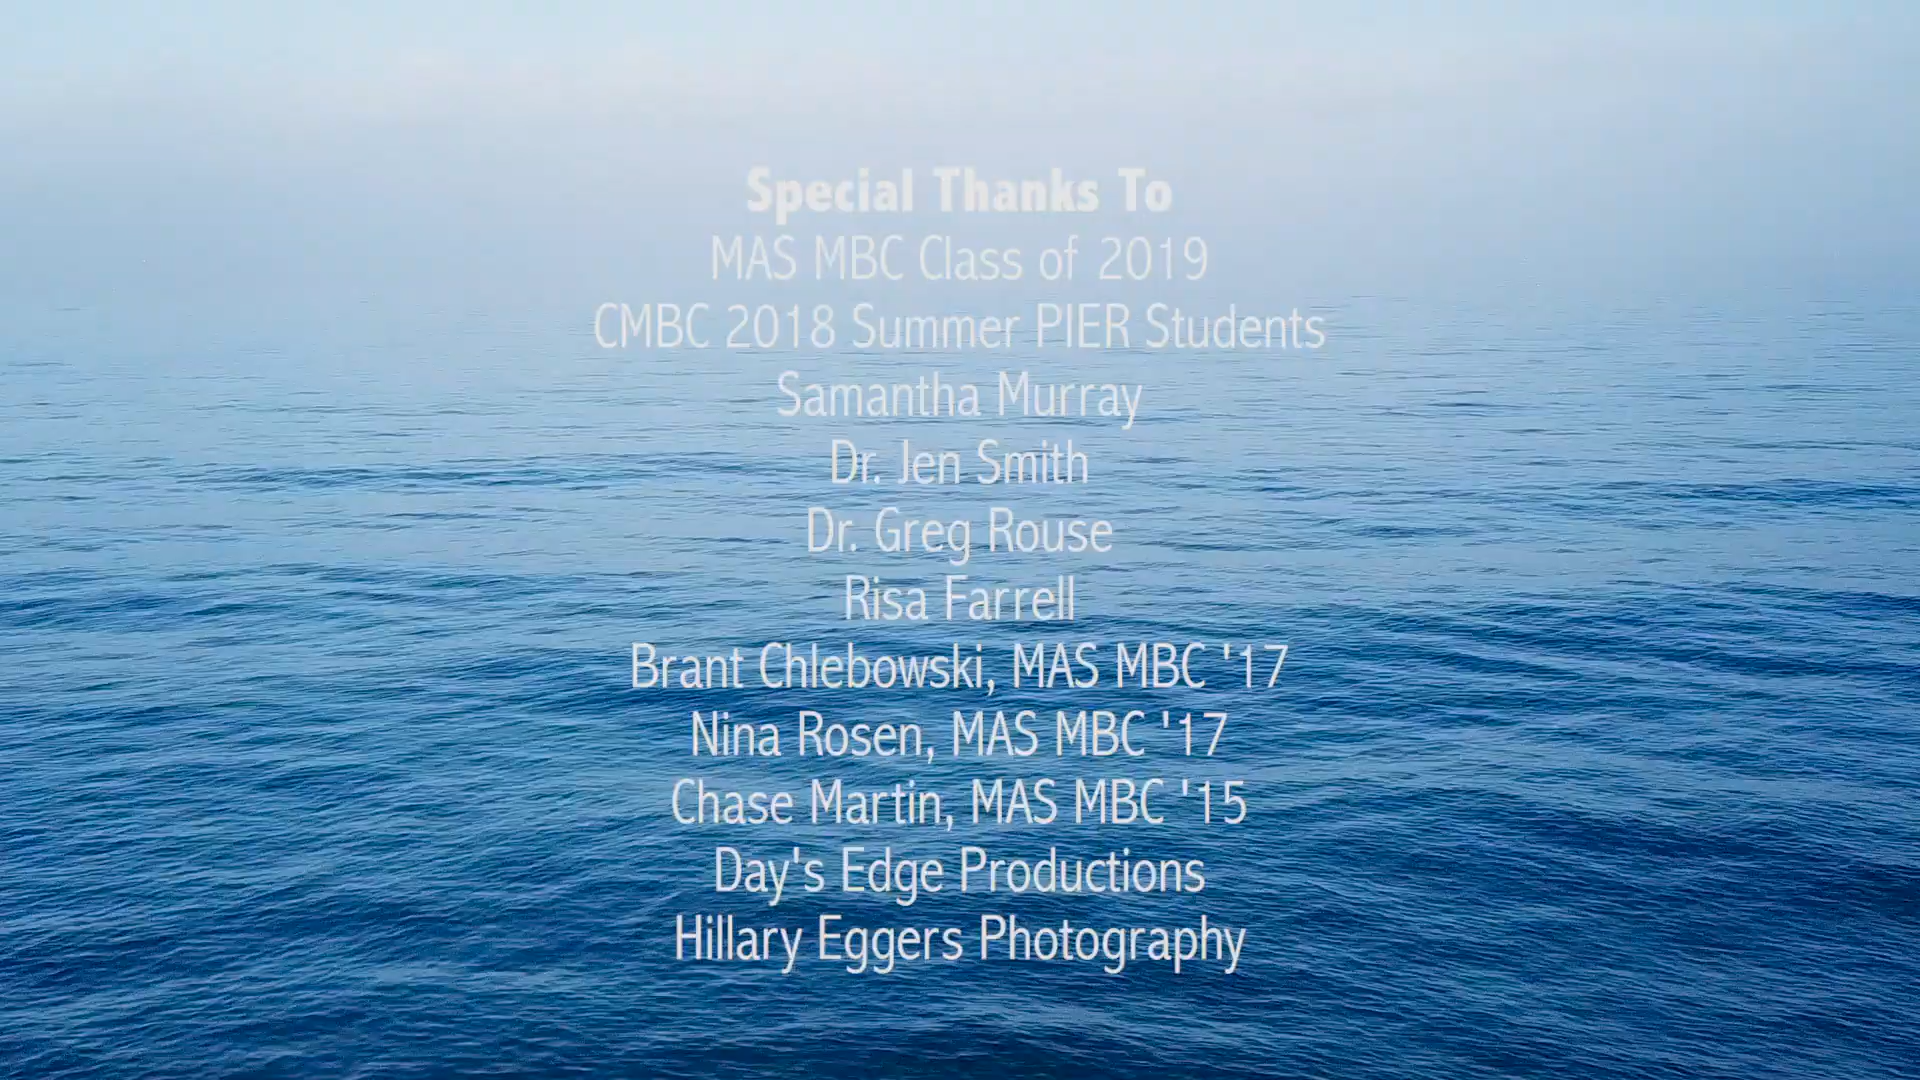 Special Thanks To
MAS MBC Class of 2019
CMBC 2018 Summer PIER Students
Samantha Murray
Dr. Jen Smith
Dr. Greg Rouse
Risa Farrell
Brant Chlebowski, MAS MBC '17
Nina Rosen, MAS MBC '17
Chase Martin, MAS MBC '15
Day's Edge Productions
Hillary Eggers Photography